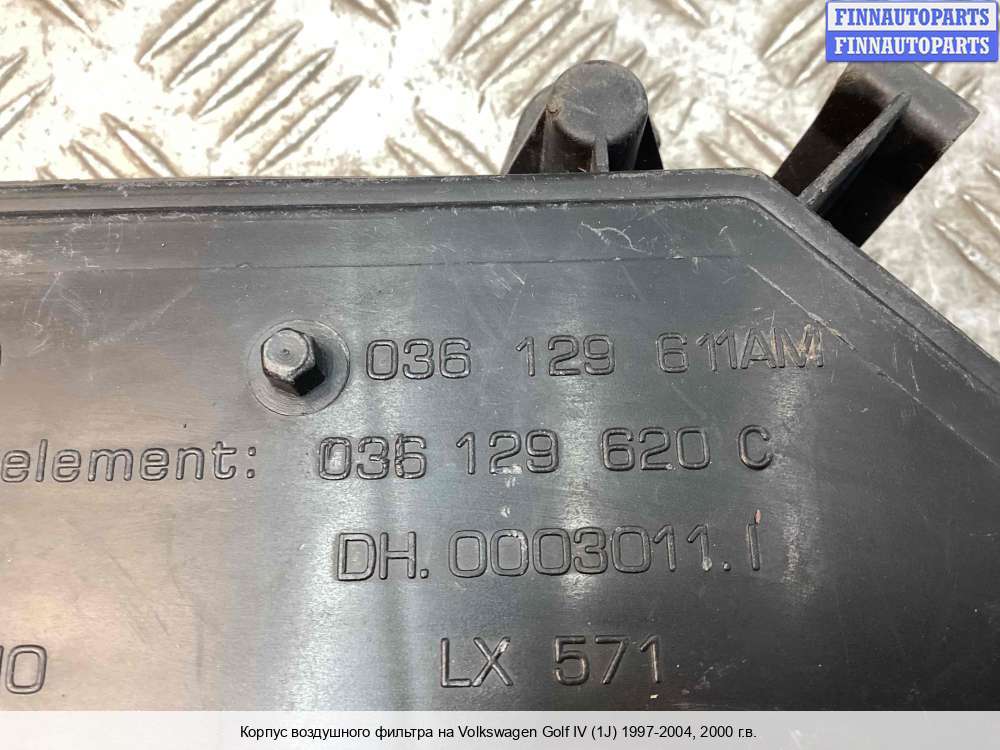 FINNAUTOPARTS
FINNAUTOPARTS
036 129 611AM
element: 036 129 620 C
DH. 0003011.1
LX 571
Корпус воздушного фильтра на Volkswagen Golf IV (1J) 1997-2004, 2000 г.в.